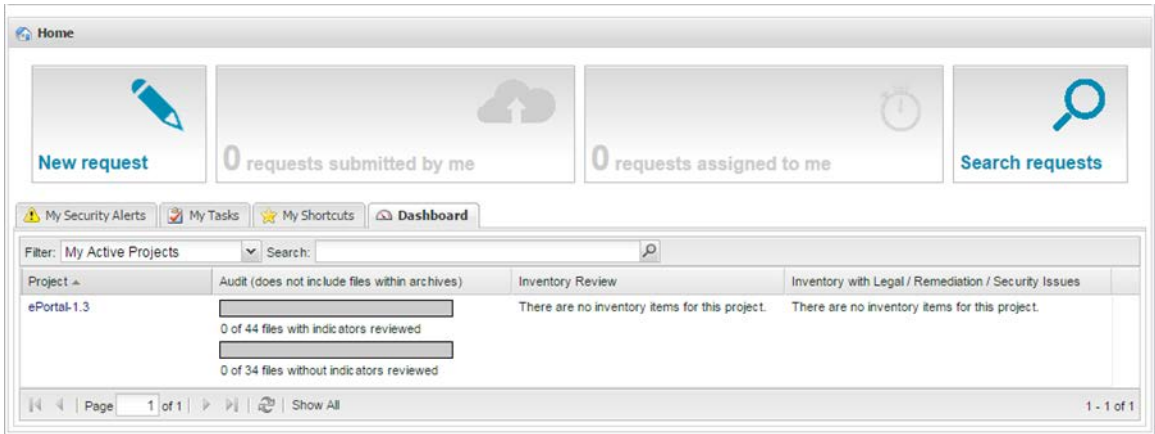 Home
New request
0 requests submitted by me
0 requests assigned to me
Search requests
My Security Alerts My Tasks My Shortcuts Dashboard
Filter: My Active Projects Search:
Project Audit (does not include files within archives) Inventory Review Inventory with Legal / Remediation / Security Issues
ePortal-1.3 There are no inventory items for this project. There are no inventory items for this project.
0 of 44 files with indicators reviewed
0 of 34 files without indicators reviewed
Page 1 of 1 Show All 1 - 1 of 1